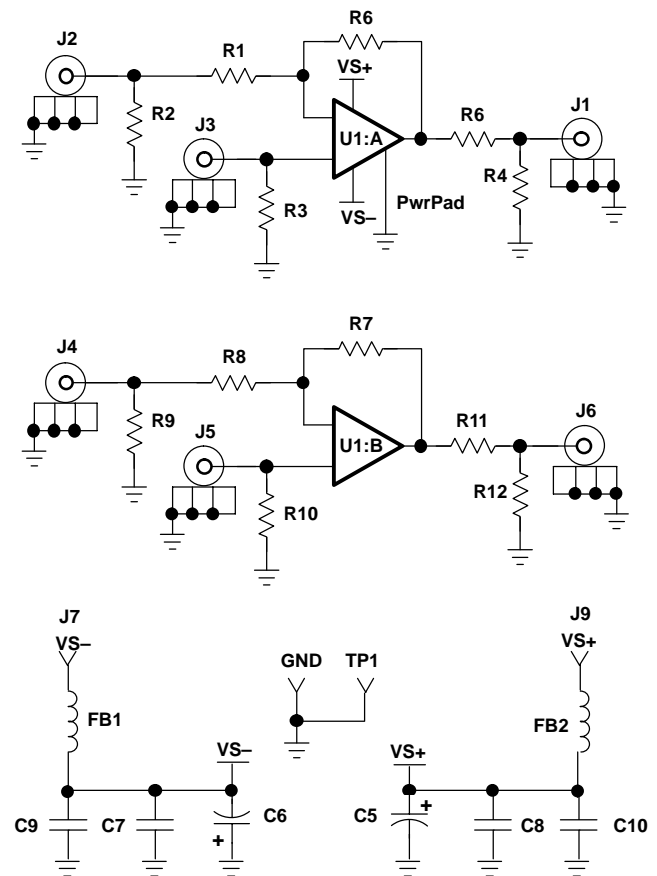 J2
R1
R6
VS+
R2
J3
U1:A
R6
J1
R3
VS–
PwrPad
R4
J4
R8
R7
R9
J5
U1:B
R11
J6
R10
R12
J7
VS–
FB1
GND
TP1
J9
VS+
FB2
VS–
VS+
C9
C7
+
C6
C5
+
C8
C10